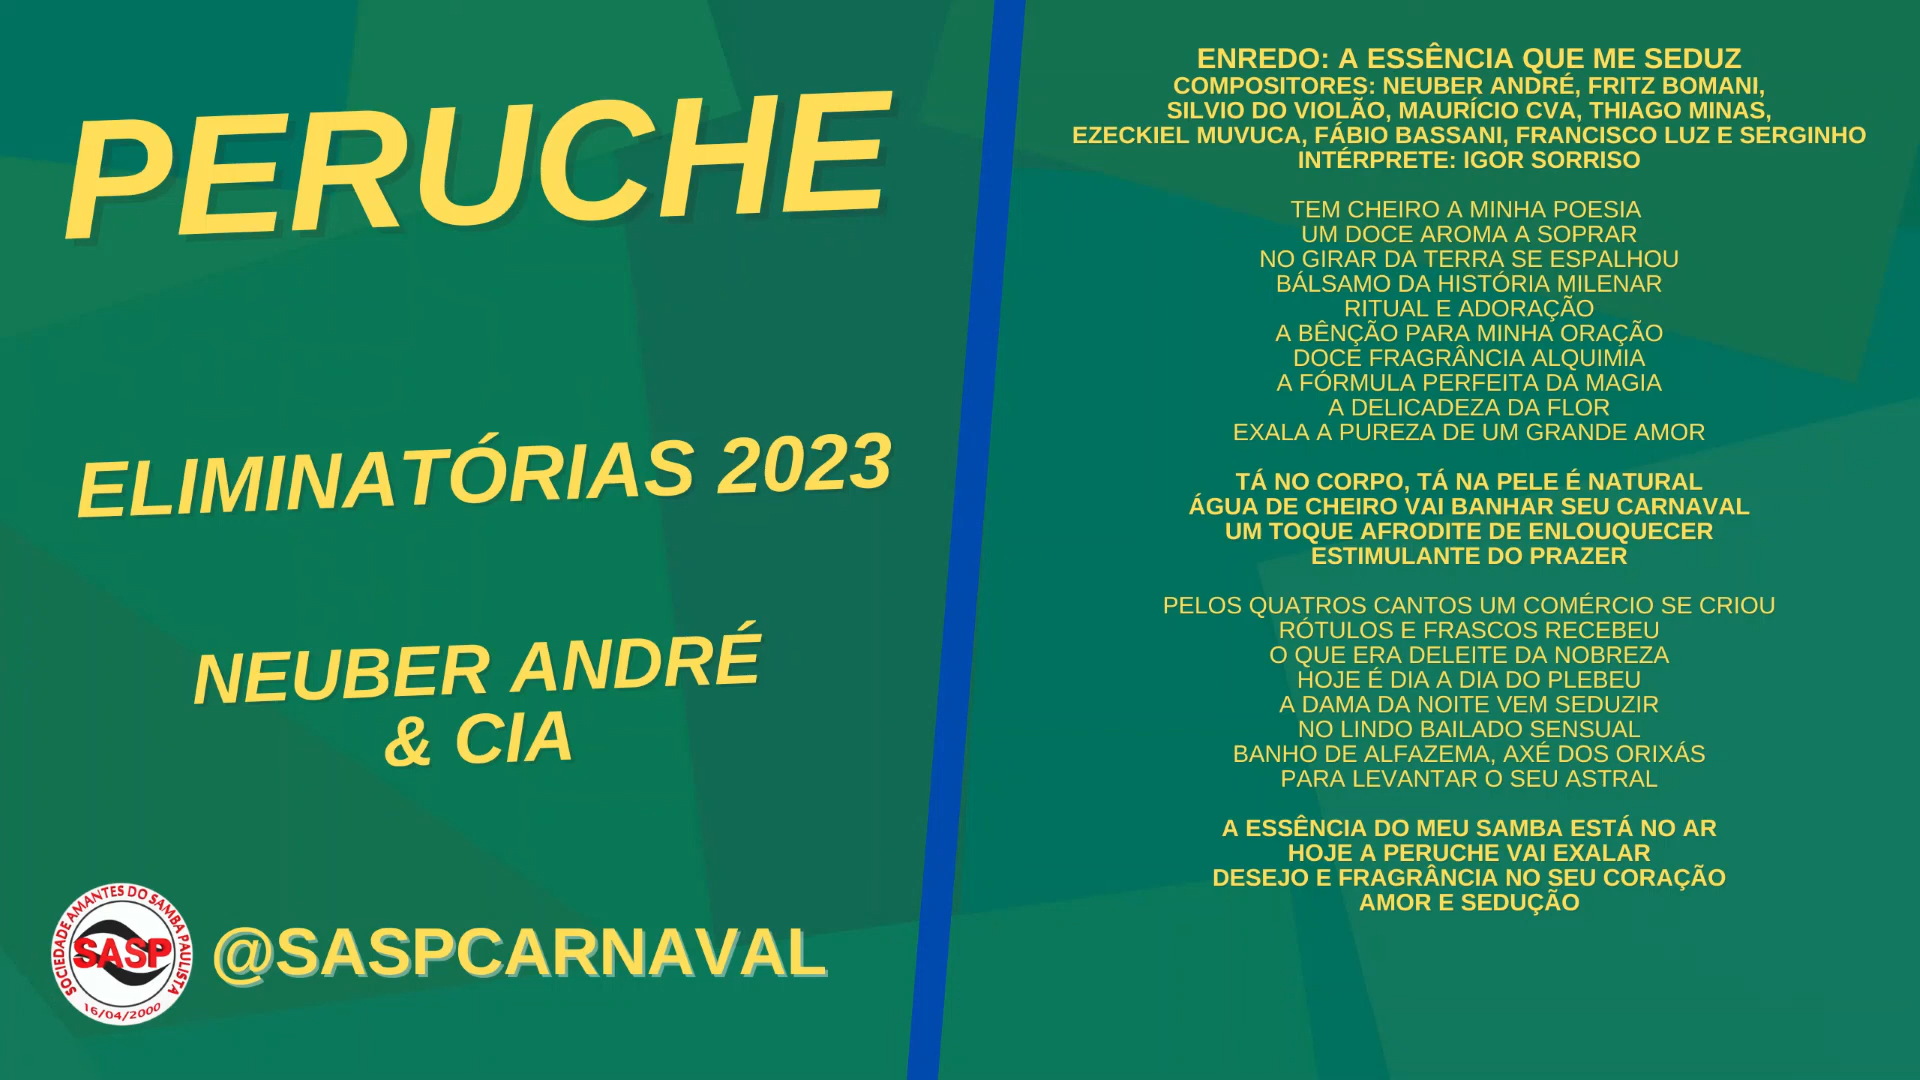 PERUCHE
ELIMINATÓRIAS 2023
NEUBER ANDRÉ
& CIA
SOCIEDADE AMANTES DO SAMBA PAULISTA
SASP
16/04/2000
@SASPCARNAVAL
ENREDO: A ESSÊNCIA QUE ME SEDUZ
COMPOSITORES: NEUBER ANDRÉ, FRITZ BOMANI,
SILVIO DO VIOLÃO, MAURÍCIO CVA, THIAGO MINAS,
EZECKIEL MUVUCA, FÁBIO BASSANI, FRANCISCO LUZ E SERGINHO
INTÉRPRETE: IGOR SORRISO
TEM CHEIRO A MINHA POESIA
UM DOCE AROMA A SOPRAR
NO GIRAR DA TERRA SE ESPALHOU
BÁLSAMO DA HISTÓRIA MILENAR
RITUAL E ADORAÇÃO
A BÊNÇÃO PARA MINHA ORAÇÃO
DOCE FRAGRÂNCIA ALQUIMIA
A FÓRMULA PERFEITA DA MAGIA
A DELICADEZA DA FLOR
EXALA A PUREZA DE UM GRANDE AMOR
TÁ NO CORPO, TÁ NA PELE É NATURAL
ÁGUA DE CHEIRO VAI BANHAR SEU CARNAVAL
UM TOQUE AFRODITE DE ENLOUQUECER
ESTIMULANTE DO PRAZER
PELOS QUATROS CANTOS UM COMÉRCIO SE CRIOU
RÓTULOS E FRASCOS RECEBEU
O QUE ERA DELEITE DA NOBREZA
HOJE É DIA A DIA DO PLEBEU
A DAMA DA NOITE VEM SEDUZIR
NO LINDO BAILADO SENSUAL
BANHO DE ALFAZEMA, AXÉ DOS ORIXÁS
PARA LEVANTAR O SEU ASTRAL
A ESSÊNCIA DO MEU SAMBA ESTÁ NO AR
HOJE A PERUCHE VAI EXALAR
DESEJO E FRAGRÂNCIA NO SEU CORAÇÃO
AMOR E SEDUÇÃO